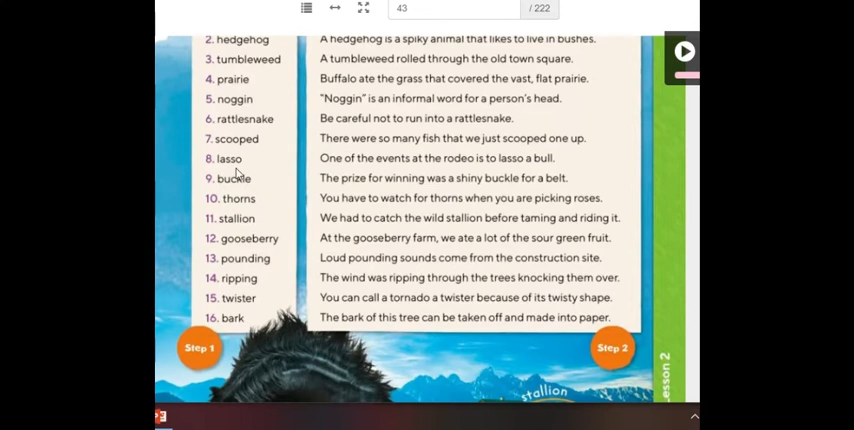 43
/ 222
2. hedgehog
A hedgehog is a spiky animal that likes to live in bushes.
3. tumbleweed
A tumbleweed rolled through the old town square.
4. prairie
Buffalo ate the grass that covered the vast, flat prairie.
5. noggin
"Noggin" is an informal word for a person's head.
6. rattlesnake
Be careful not to run into a rattlesnake.
7. scooped
There were so many fish that we just scooped one up.
8. lasso
One of the events at the rodeo is to lasso a bull.
9. buckle
The prize for winning was a shiny buckle for a belt.
10. thorns
You have to watch for thorns when you are picking roses.
11. stallion
We had to catch the wild stallion before taming and riding it.
12. gooseberry
At the gooseberry farm, we ate a lot of the sour green fruit.
13. pounding
Loud pounding sounds come from the construction site.
14. ripping
The wind was ripping through the trees knocking them over.
15. twister
You can call a tornado a twister because of its twisty shape.
16. bark
The bark of this tree can be taken off and made into paper.
Step 1
Step 2
stallion
Lesson 2